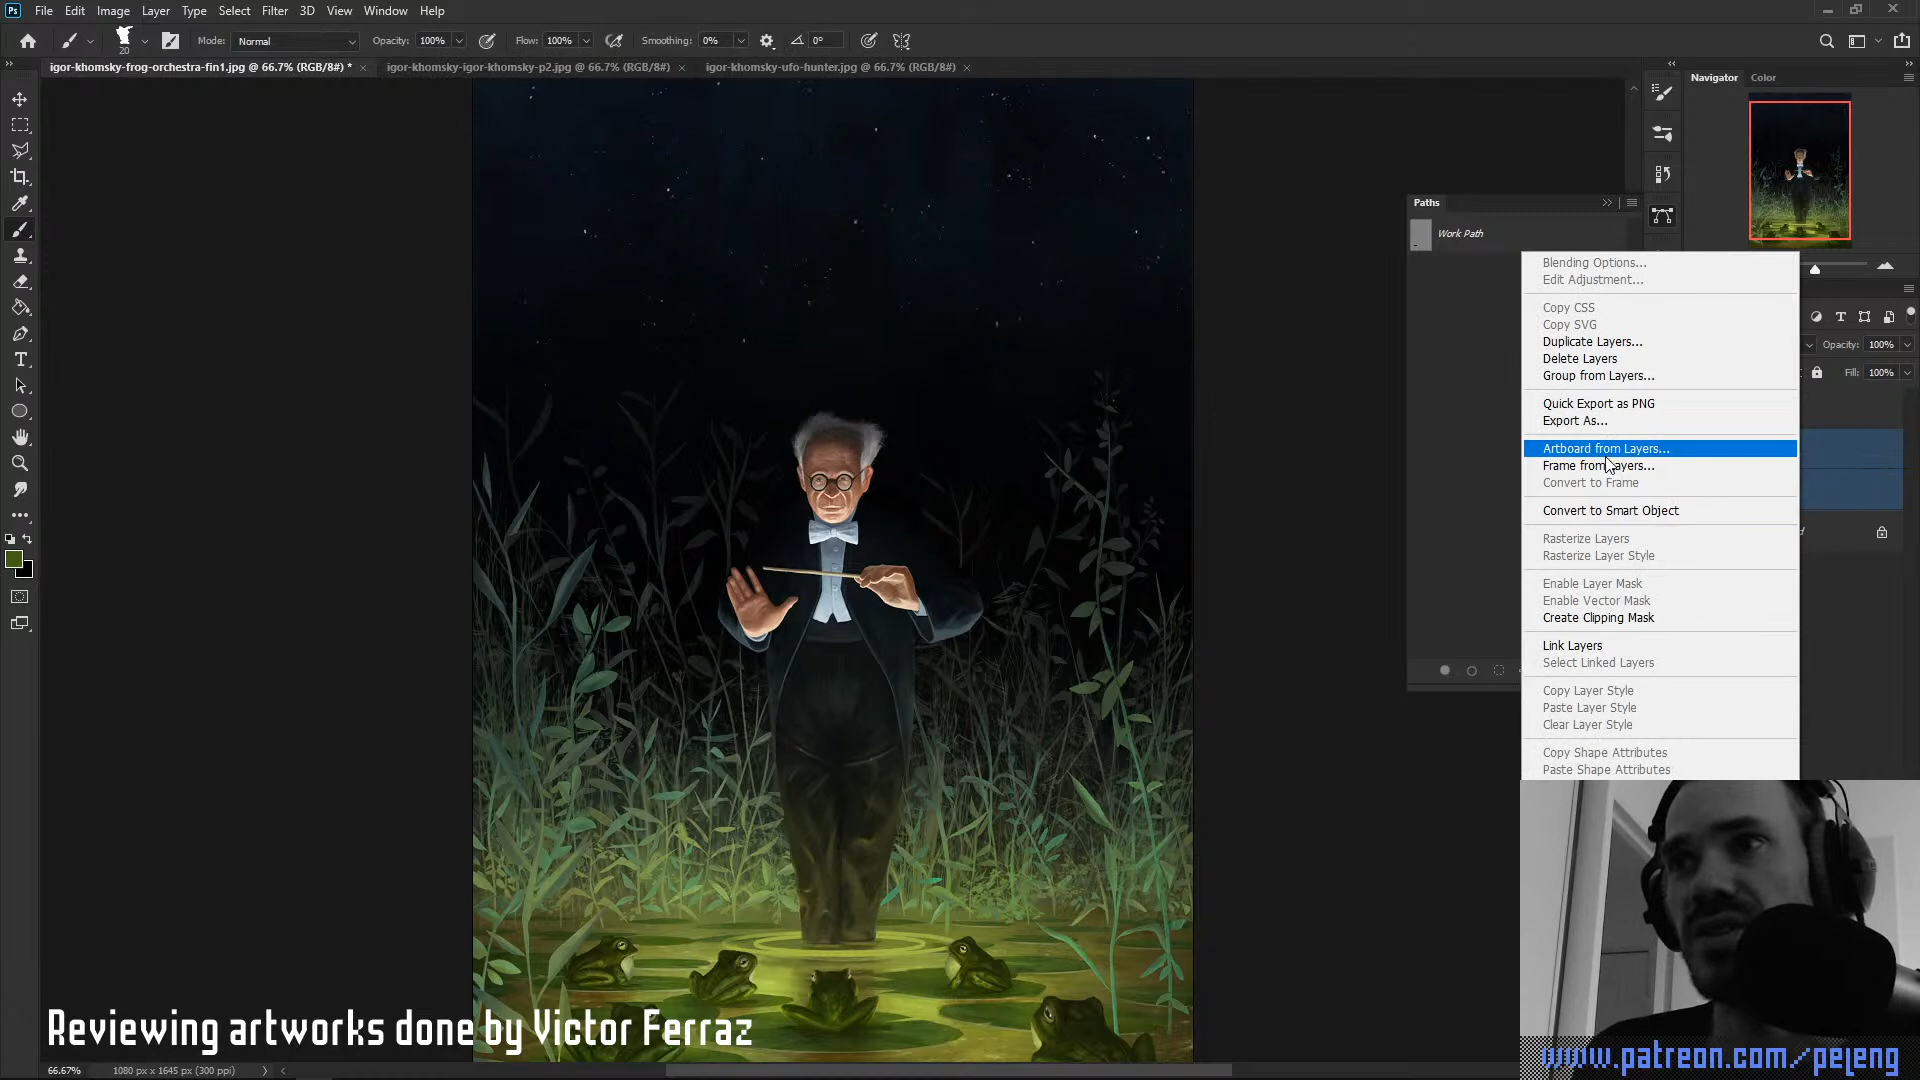 Ps File Edit Image Layer Type Select Filter 3D View Window Help
20 Mode: Normal Opacity: 100% Flow: 100% Smoothing: 0% 0°
igor-khomsky-frog-orchestra-fin1.jpg @ 66.7% (RGB/8#) * igor-khomsky-igor-khomsky-p2.jpg @ 66.7% (RGB/8#) igor-khomsky-ufo-hunter.jpg @ 66.7% (RGB/8#)
Navigator Color
Paths
Work Path
Blending Options...
Edit Adjustment...
Copy CSS
Copy SVG
Duplicate Layers...
Delete Layers
Group from Layers...
Quick Export as PNG
Export As...
Artboard from Layers...
Frame from Layers...
Convert to Frame
Convert to Smart Object
Rasterize Layers
Rasterize Layer Style
Enable Layer Mask
Enable Vector Mask
Create Clipping Mask
Link Layers
Select Linked Layers
Copy Layer Style
Paste Layer Style
Clear Layer Style
Copy Shape Attributes
Paste Shape Attributes
Opacity: 100%
Fill: 100%
Reviewing artworks done by Victor Ferraz
www.patreon.com/peleng
66.67% 1080 px x 1645 px (300 ppi)